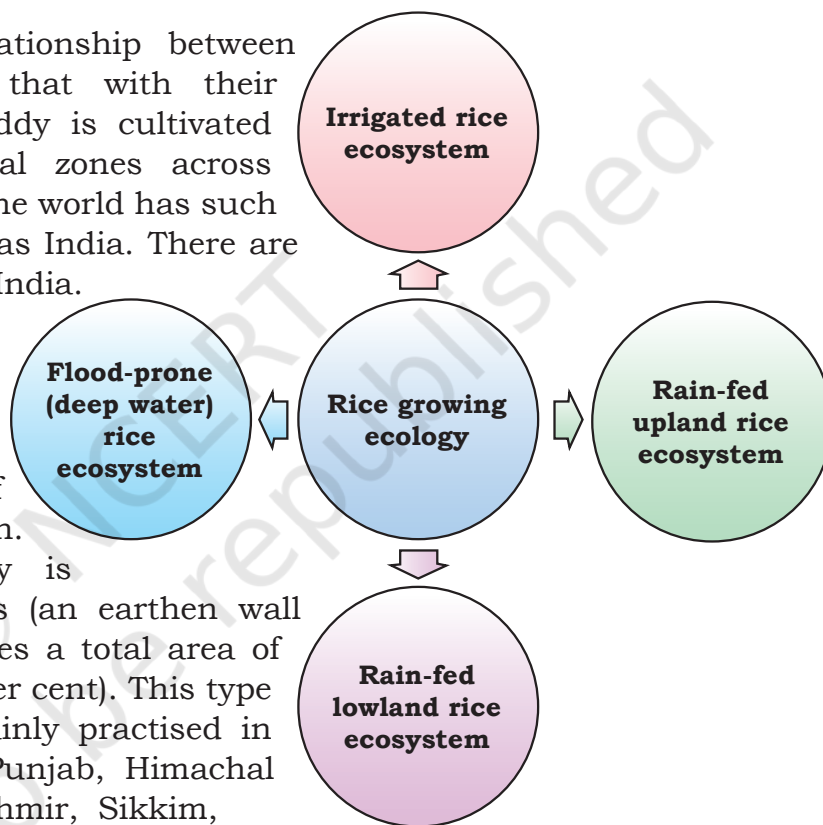 ationship between
that with their
ddy is cultivated
al zones across
he world has such
as India. There are
India.
f
n.
y is
s (an earthen wall
es a total area of
er cent). This type
inly practised in
Punjab, Himachal
hmir, Sikkim,
Irrigated rice
ecosystem
Flood-prone
(deep water)
rice
ecosystem
Rice growing
ecology
Rain-fed
upland rice
ecosystem
Rain-fed
lowland rice
ecosystem
NCERT
be republished